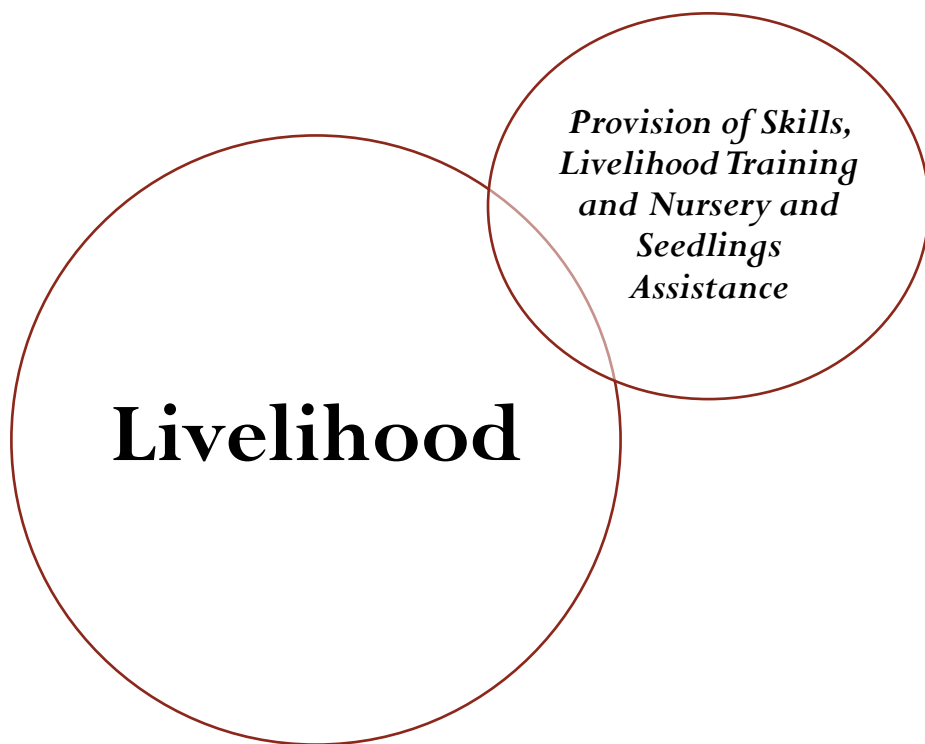 Provision of Skills,
Livelihood Training
and Nursery and
Seedlings
Assistance
Livelihood